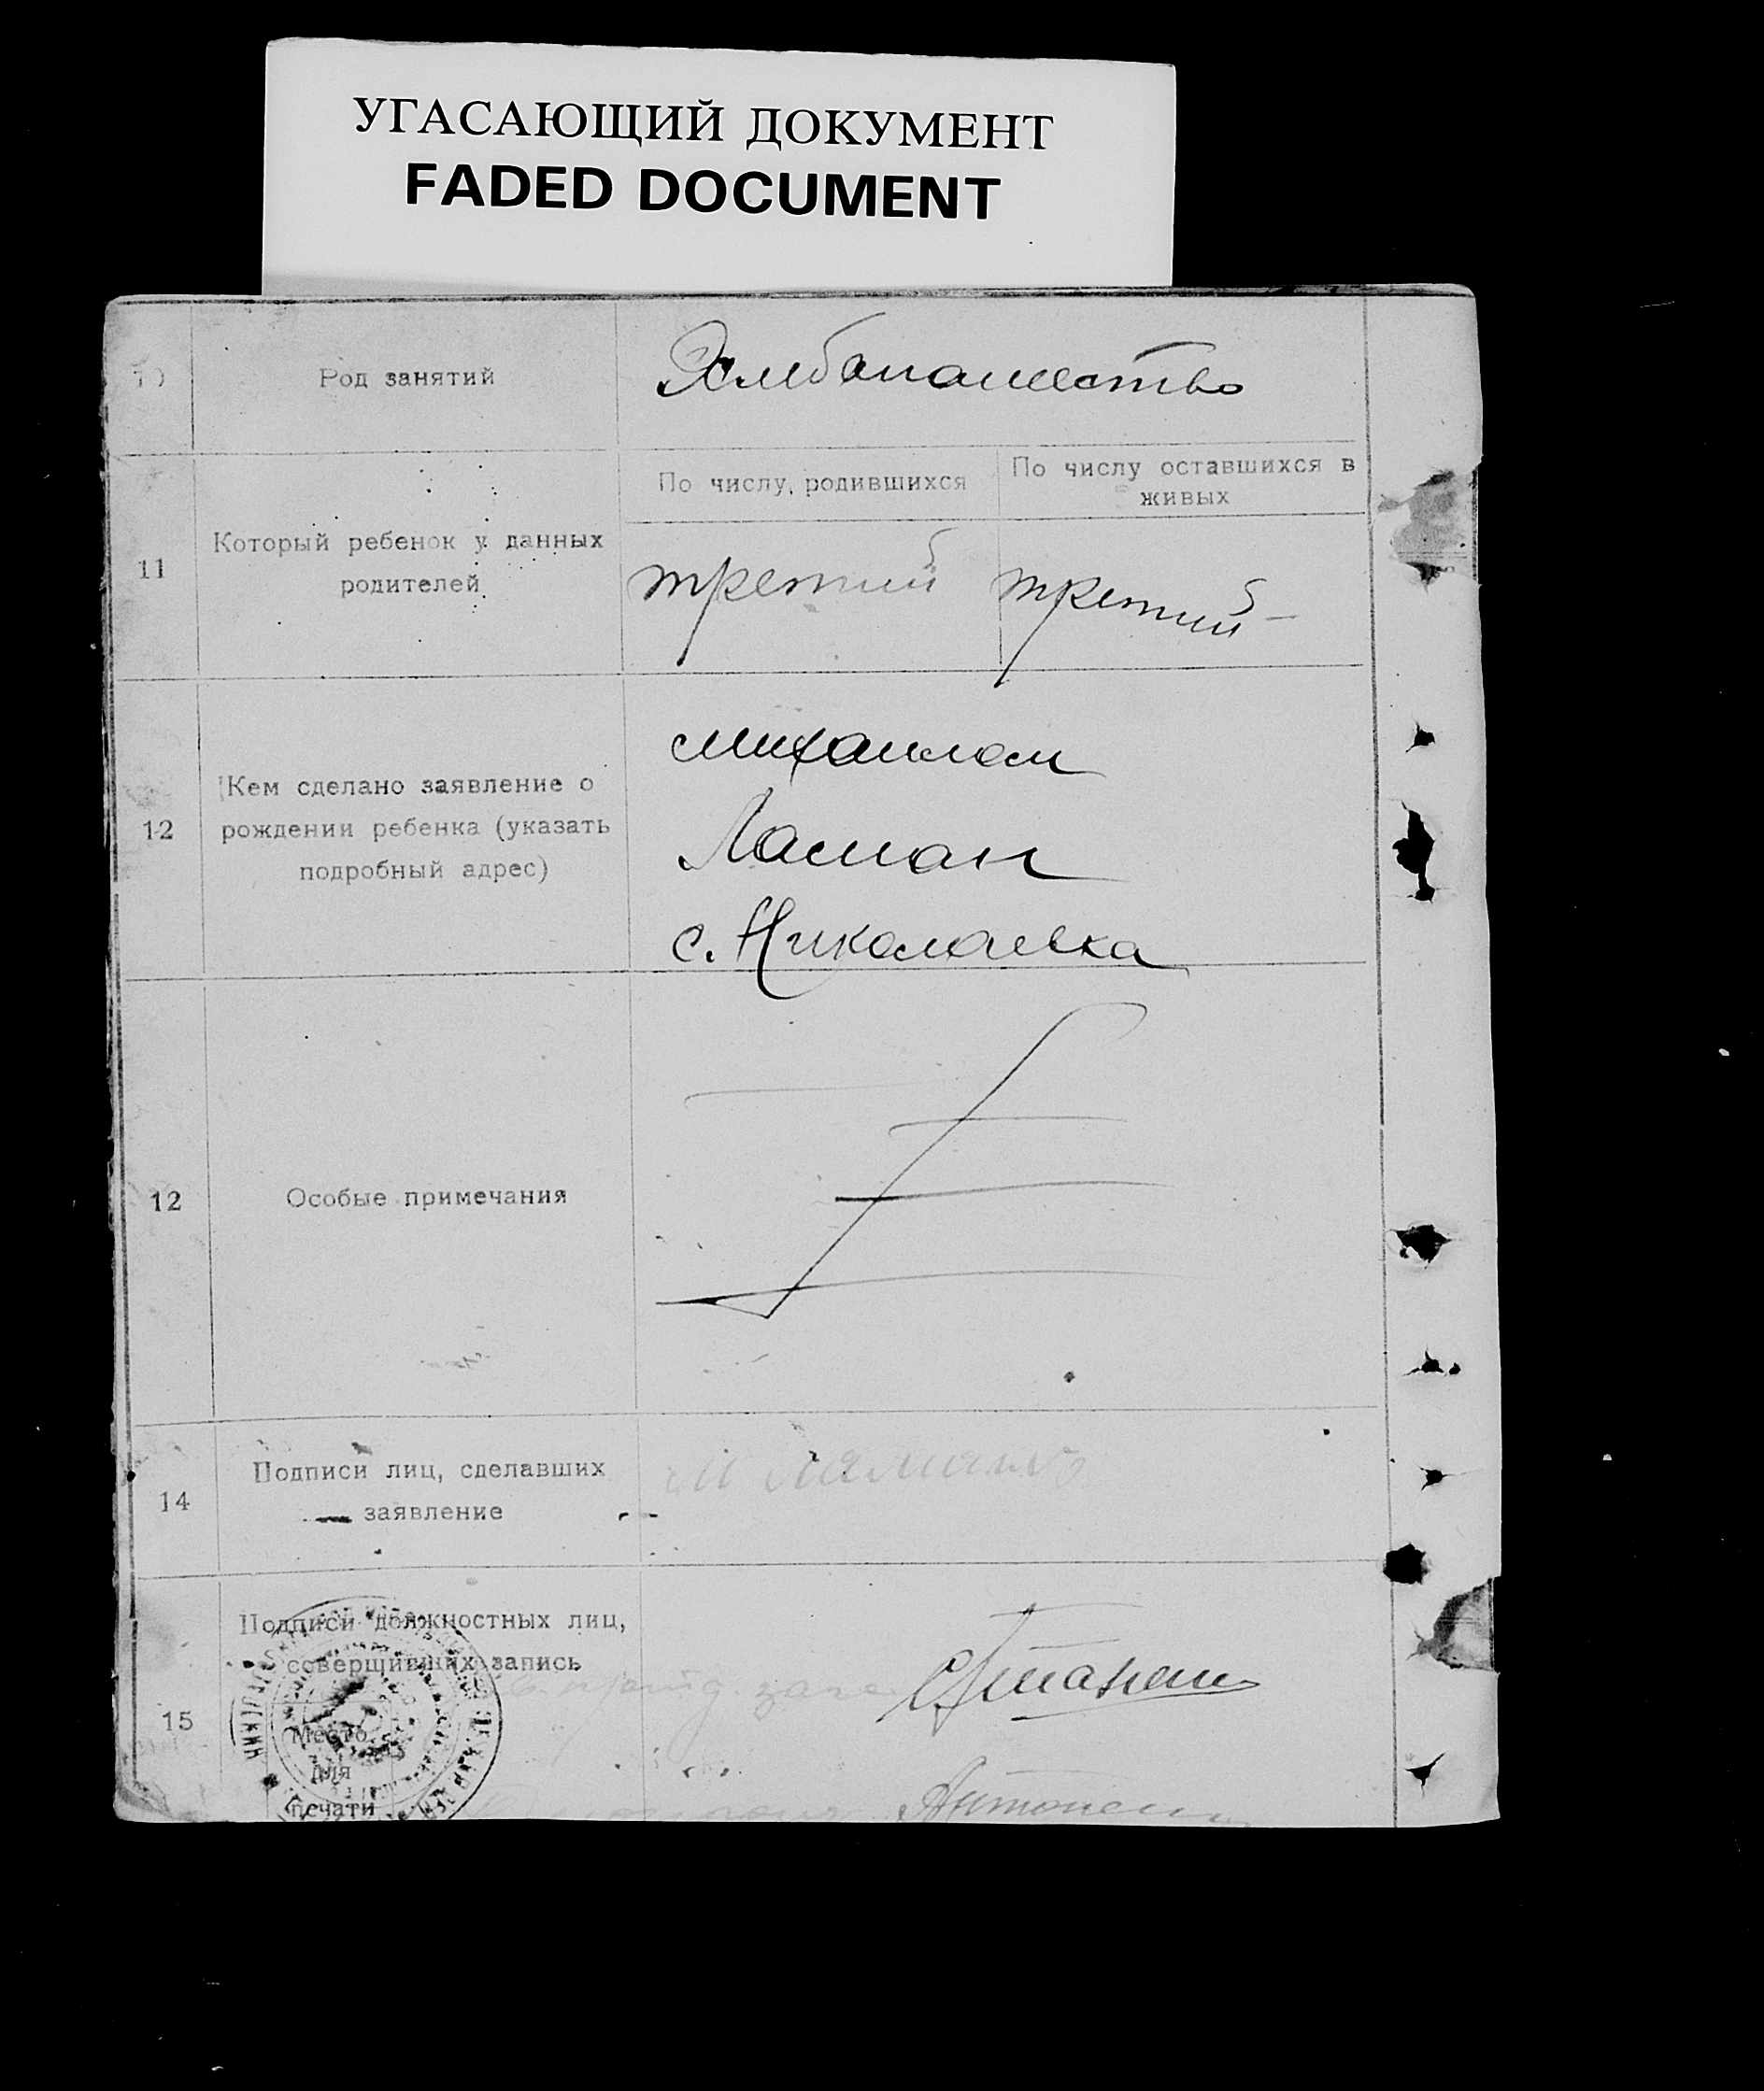 УГАСАЮЩИЙ ДОКУМЕНТ
FADED DOCUMENT
10 Род занятий Хлебопашество
По числу родившихся
По числу оставшихся в живых
11 Который ребенок у данных
родителей
третий третий
12 Кем сделано заявление о
рождении ребенка (указать
подробный адрес)
Михаилом
Ламан
с. Николаевка
12 Особые примечания
14 Подписи лиц, сделавших
заявление
15 Подписи должностных лиц,
совершивших запись
Место
для
печати